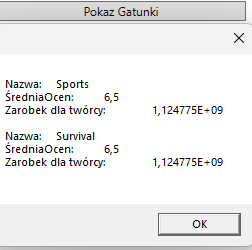 Pokaz Gatunki
Nazwa: Sports
ŚredniaOcen: 6,5
Zarobek dla twórcy: 1,124775E+09
Nazwa: Survival
ŚredniaOcen: 6,5
Zarobek dla twórcy: 1,124775E+09
OK